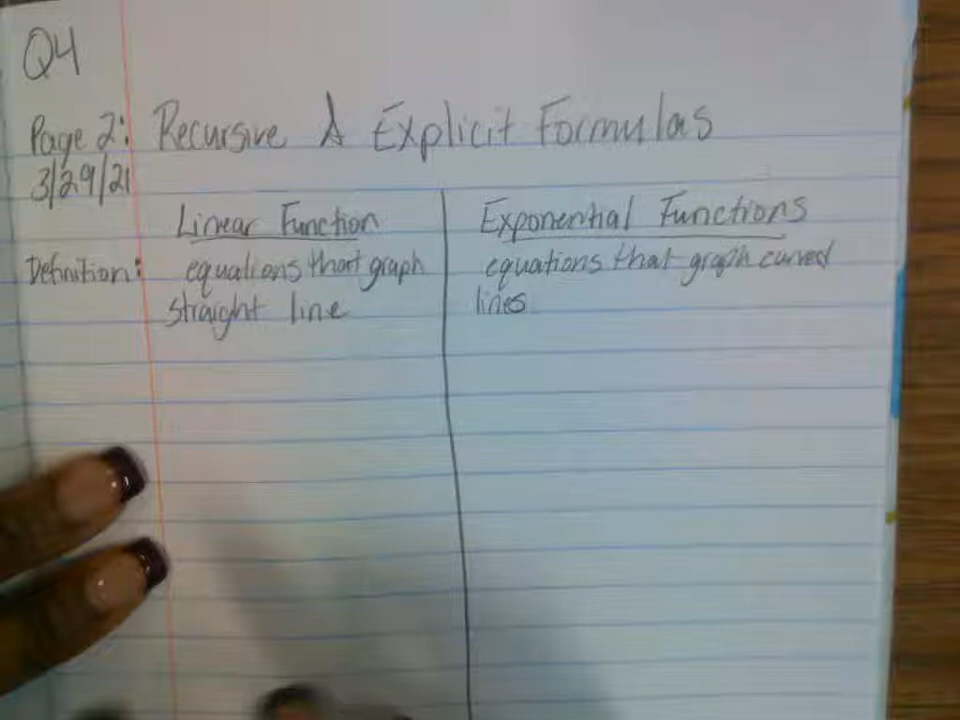 Q4
Page 2: Recursive & Explicit Formulas
3/29/21
Linear Function
Exponential Functions
Definition:
equations that graph
straight line
equations that graph curved
lines